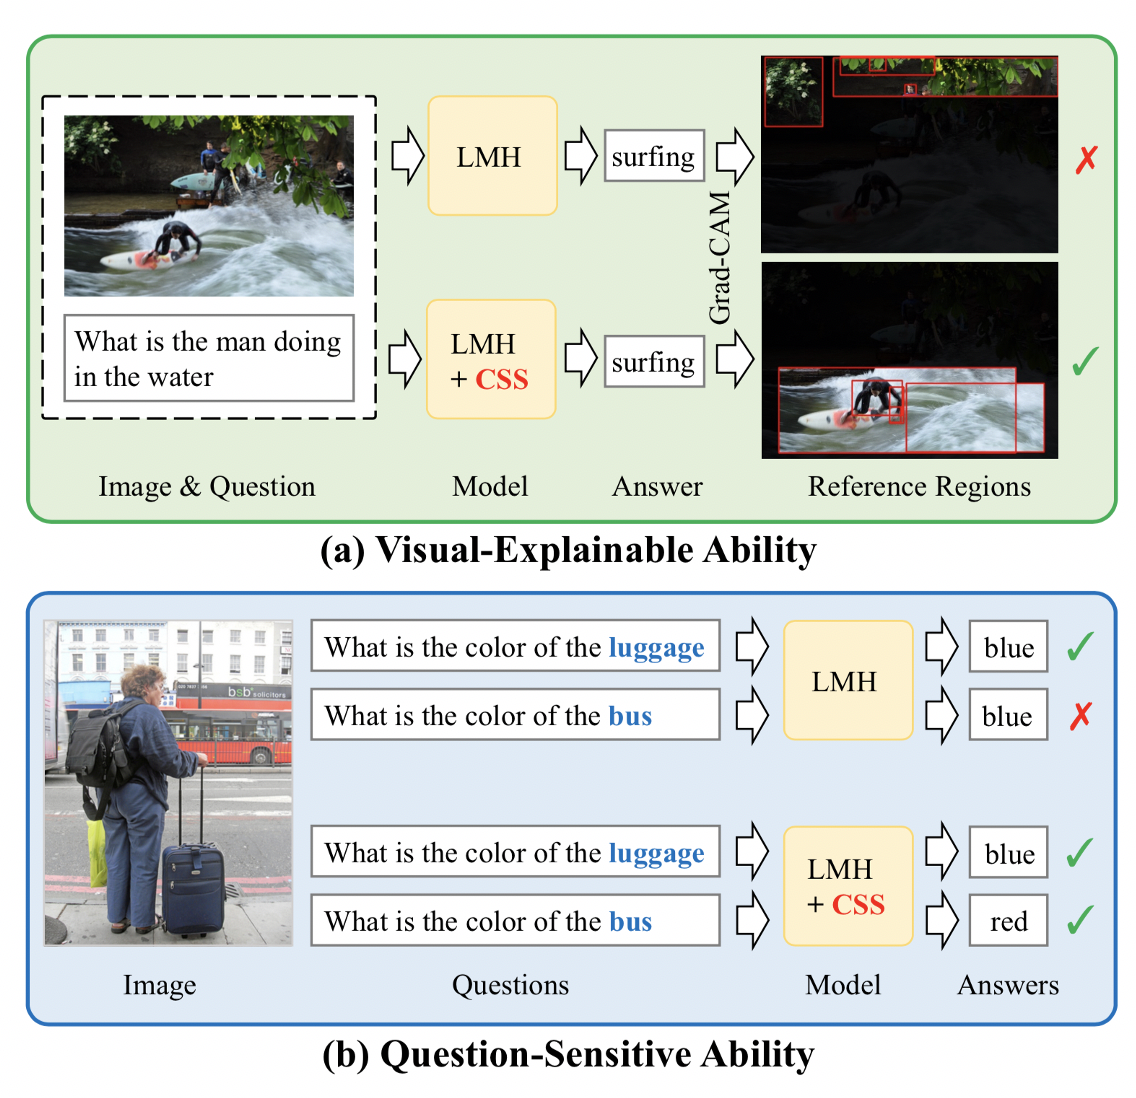 LMH
surfing
✗
Grad-CAM
What is the man doing
in the water
LMH
+ CSS
surfing
✓
Image & Question
Model
Answer
Reference Regions
(a) Visual-Explainable Ability
bsb solicitors
What is the color of the luggage
LMH
blue
✓
What is the color of the bus
blue
✗
What is the color of the luggage
LMH
+ CSS
blue
✓
What is the color of the bus
red
✓
Image
Questions
Model
Answers
(b) Question-Sensitive Ability